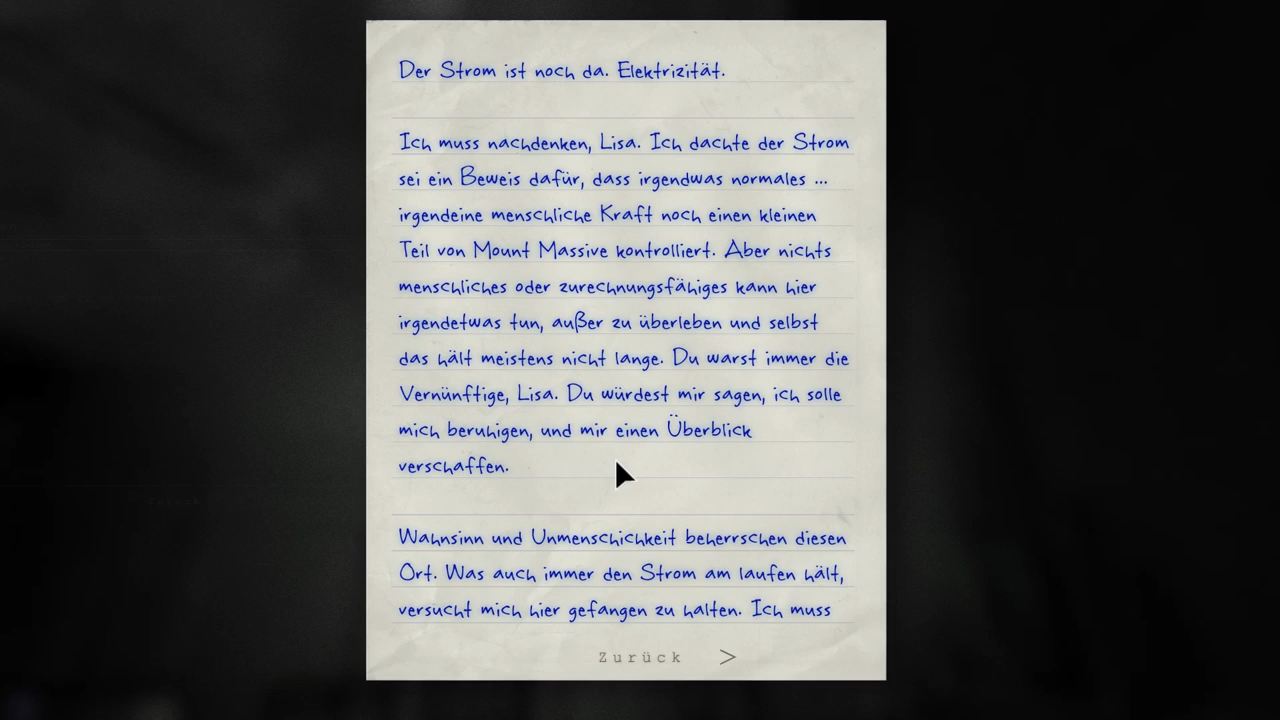 Der Strom ist noch da. Elektrizität.
Ich muss nachdenken, Lisa. Ich dachte der Strom
sei ein Beweis dafür, dass irgendwas normales ...
irgendeine menschliche Kraft noch einen kleinen
Teil von Mount Massive kontrolliert. Aber nichts
menschliches oder zurechnungsfähiges kann hier
irgendetwas tun, außer zu überleben und selbst
das hält meistens nicht lange. Du warst immer die
Vernünftige, Lisa. Du würdest mir sagen, ich solle
mich beruhigen, und mir einen Überblick
verschaffen.
Wahnsinn und Unmenschichkeit beherrschen diesen
Ort. Was auch immer den Strom am laufen hält,
versucht mich hier gefangen zu halten. Ich muss
Zurück >